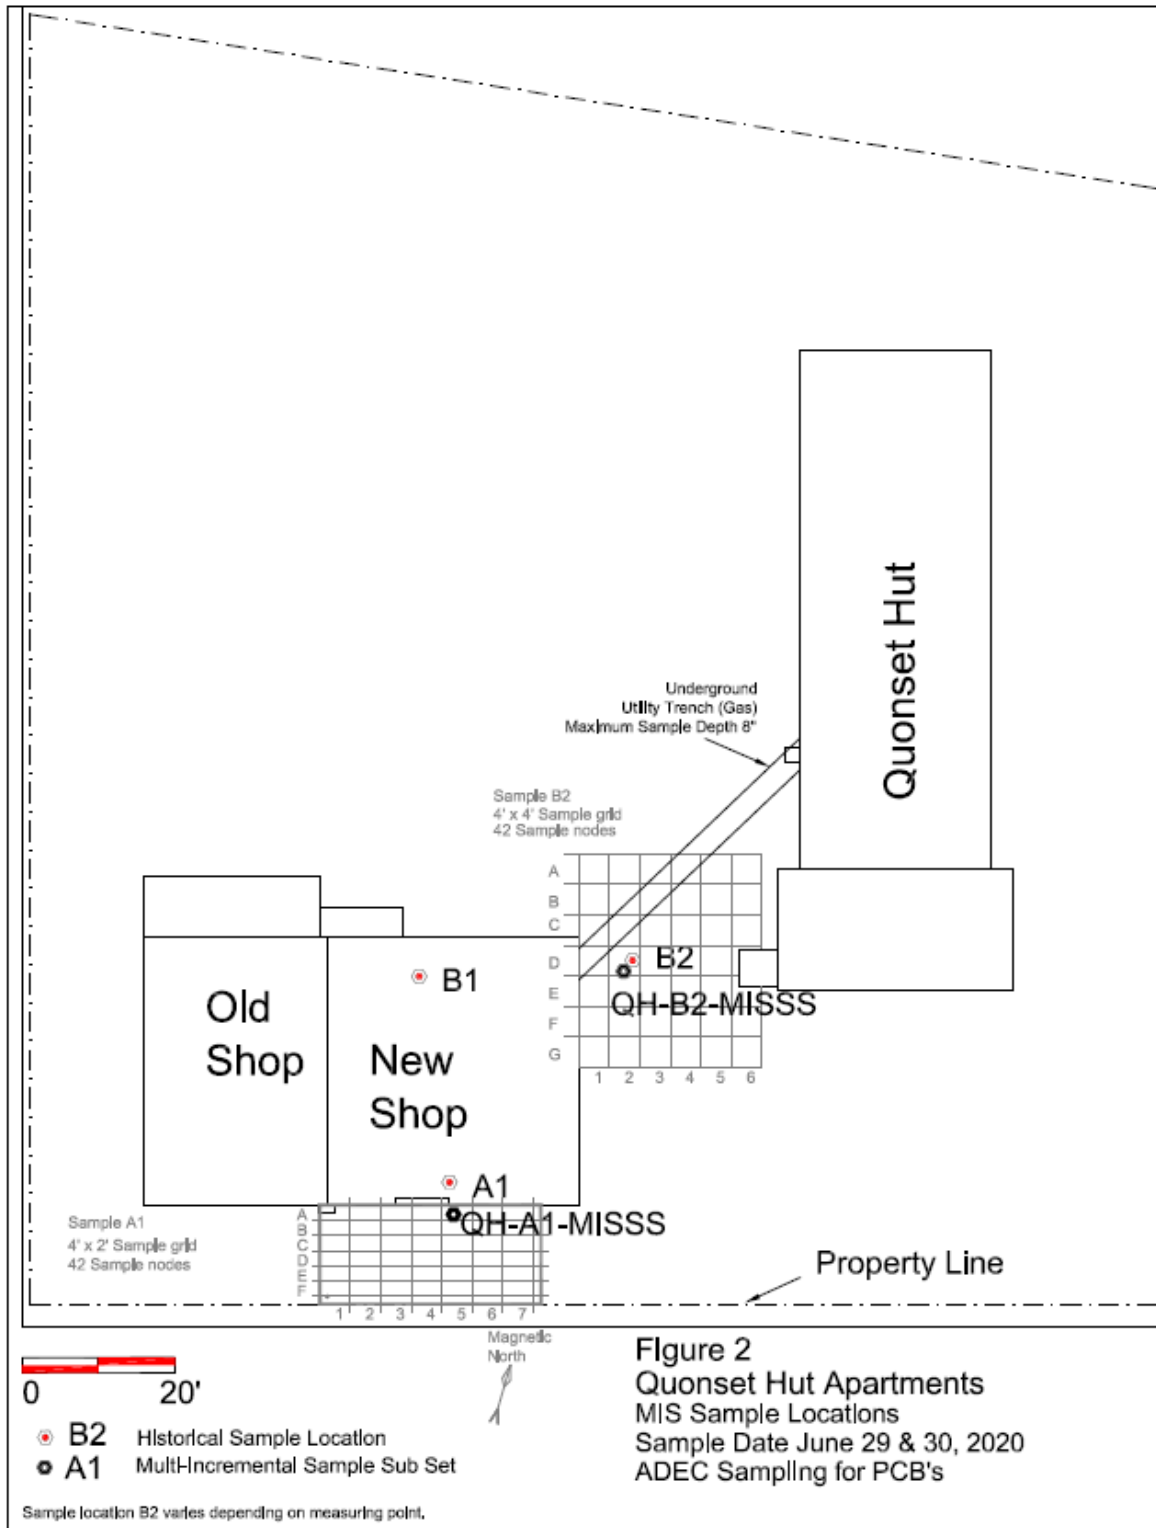 Quonset Hut
Underground
Utility Trench (Gas)
Maximum Sample Depth 8"
Sample B2
4' x 4' Sample grid
42 Sample nodes
A
B
C
D
E
F
G
B2
QH-B2-MISSS
1 2 3 4 5 6
B1
Old
Shop
New
Shop
A1
QH-A1-MISSS
Sample A1
4' x 2' Sample grid
42 Sample nodes
A
B
C
D
E
F
1 2 3 4 5 6 7
Property Line
Magnetic
North
0 20'
B2 Historical Sample Location
A1 Multi-Incremental Sample Sub Set
Sample location B2 varies depending on measuring point.
Figure 2
Quonset Hut Apartments
MIS Sample Locations
Sample Date June 29 & 30, 2020
ADEC Sampling for PCB's